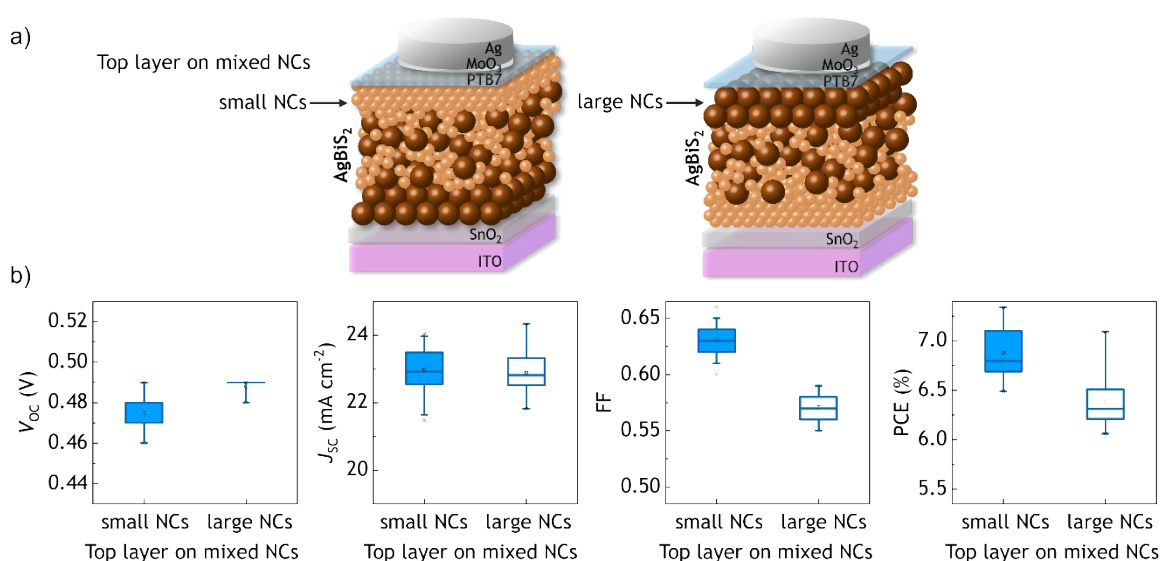 a)
Top layer on mixed NCs
small NCs
Ag
MoO₃
PTB7
AgBiS₂
SnO₂
ITO
large NCs
Ag
MoO₃
PTB7
AgBiS₂
SnO₂
ITO
b)
V_OC (V)
0.52
0.50
0.48
0.46
0.44
small NCs large NCs
Top layer on mixed NCs
J_SC (mA cm⁻²)
24
22
20
small NCs large NCs
Top layer on mixed NCs
FF
0.65
0.60
0.55
0.50
small NCs large NCs
Top layer on mixed NCs
PCE (%)
7.0
6.5
6.0
5.5
small NCs large NCs
Top layer on mixed NCs